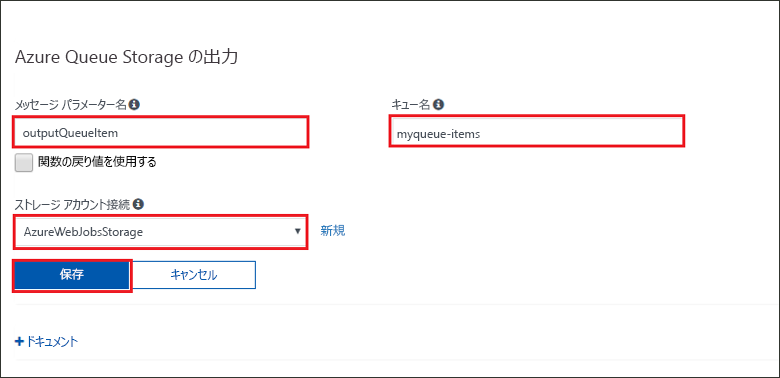 Azure Queue Storage の出力
メッセージ パラメーター名
キュー名
outputQueueItem
myqueue-items
関数の戻り値を使用する
ストレージ アカウント接続
AzureWebJobsStorage
新規
保存
キャンセル
ドキュメント